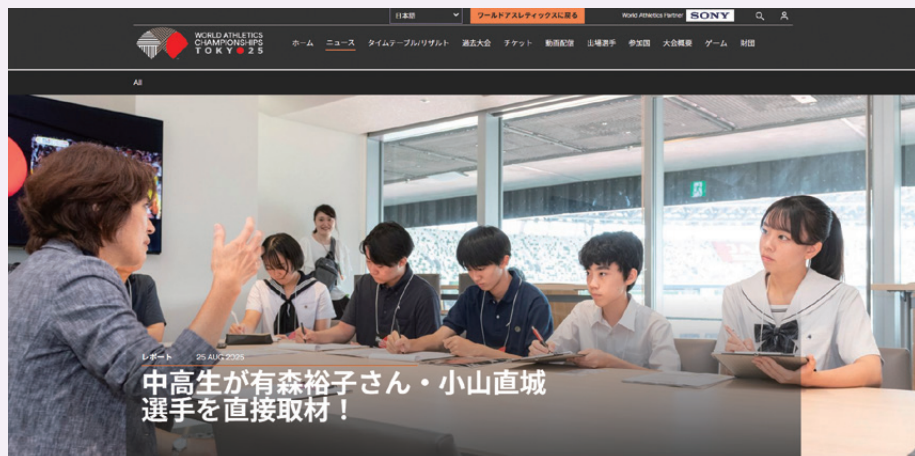 日本語
ワールドアスレティックスに戻る
World Athletics Partner
SONY
WORLD ATHLETICS
CHAMPIONSHIPS
TOKYO 25
ホーム
ニュース
タイムテーブル/リザルト
過去大会
チケット
動画配信
出場選手
参加国
大会概要
ゲーム
財団
All
レポート
25 AUG 2025
中高生が有森裕子さん・小山直城
選手を直接取材！